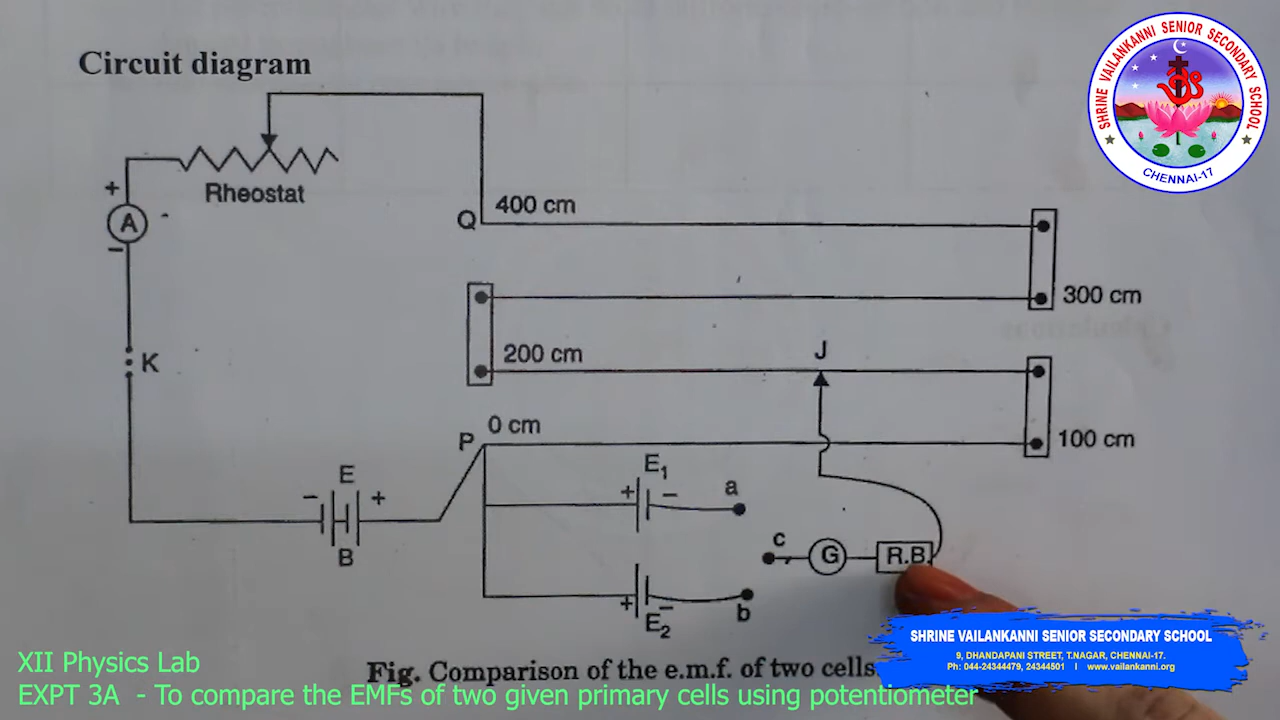 Circuit diagram
SHRINE VAILANKANNI SENIOR SECONDARY SCHOOL
CHENNAI-17
Rheostat
+
A
−
K
Q
400 cm
300 cm
200 cm
J
P
0 cm
100 cm
E
− +
B
E1
+ −
a
c
G
R.B.
+ −
E2
b
Fig. Comparison of the e.m.f. of two cells
SHRINE VAILANKANNI SENIOR SECONDARY SCHOOL
9, DHANDAPANI STREET, T.NAGAR, CHENNAI-17.
Ph: 044-24344479, 24344501 I www.vailankanni.org
XII Physics Lab
EXPT 3A - To compare the EMFs of two given primary cells using potentiometer